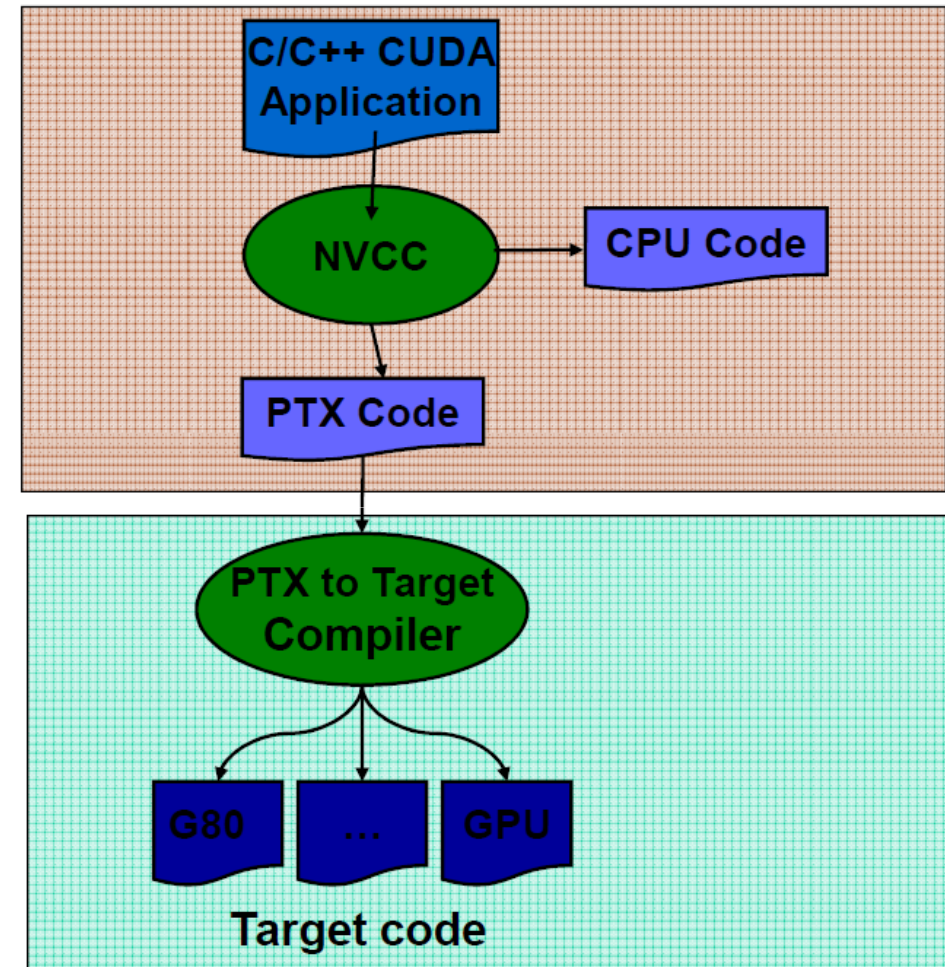 C/C++ CUDA
Application
NVCC
CPU Code
PTX Code
PTX to Target
Compiler
G80
...
GPU
Target code